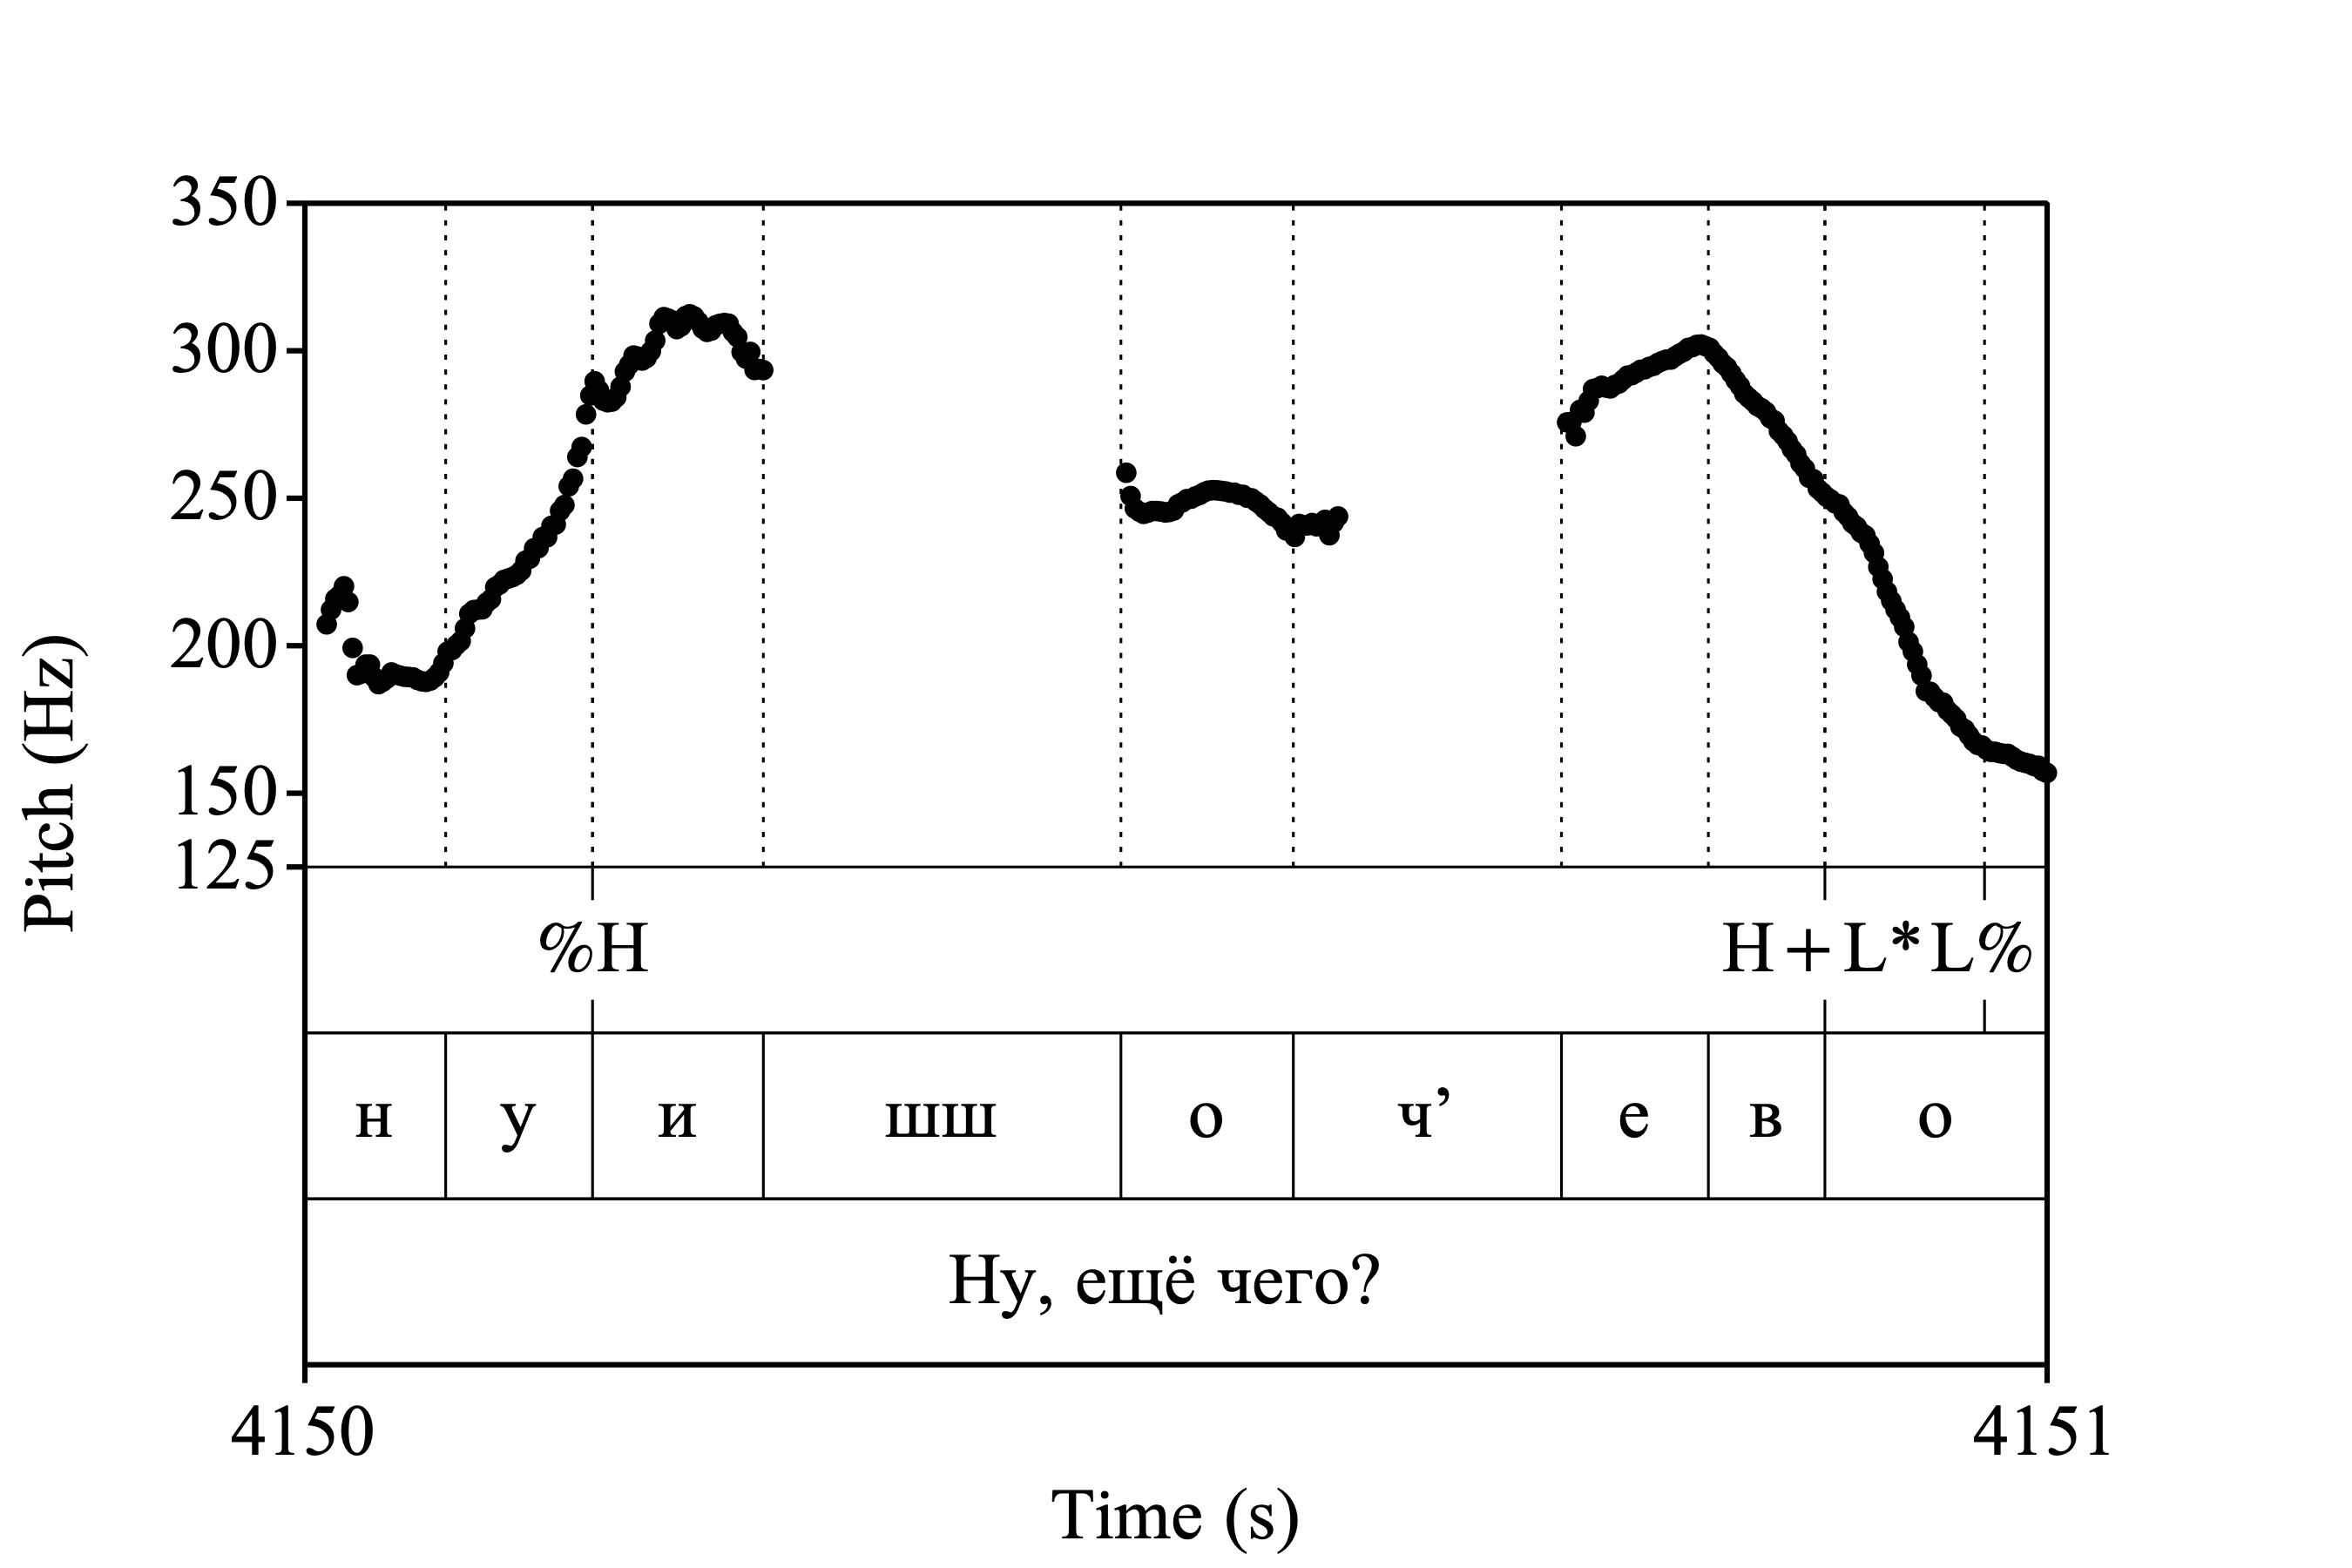 Pitch (Hz)
350
300
250
200
150
125
%H H+L* L%
н у и шш о ч’ е в о
Ну, ещё чего?
4150 4151
Time (s)